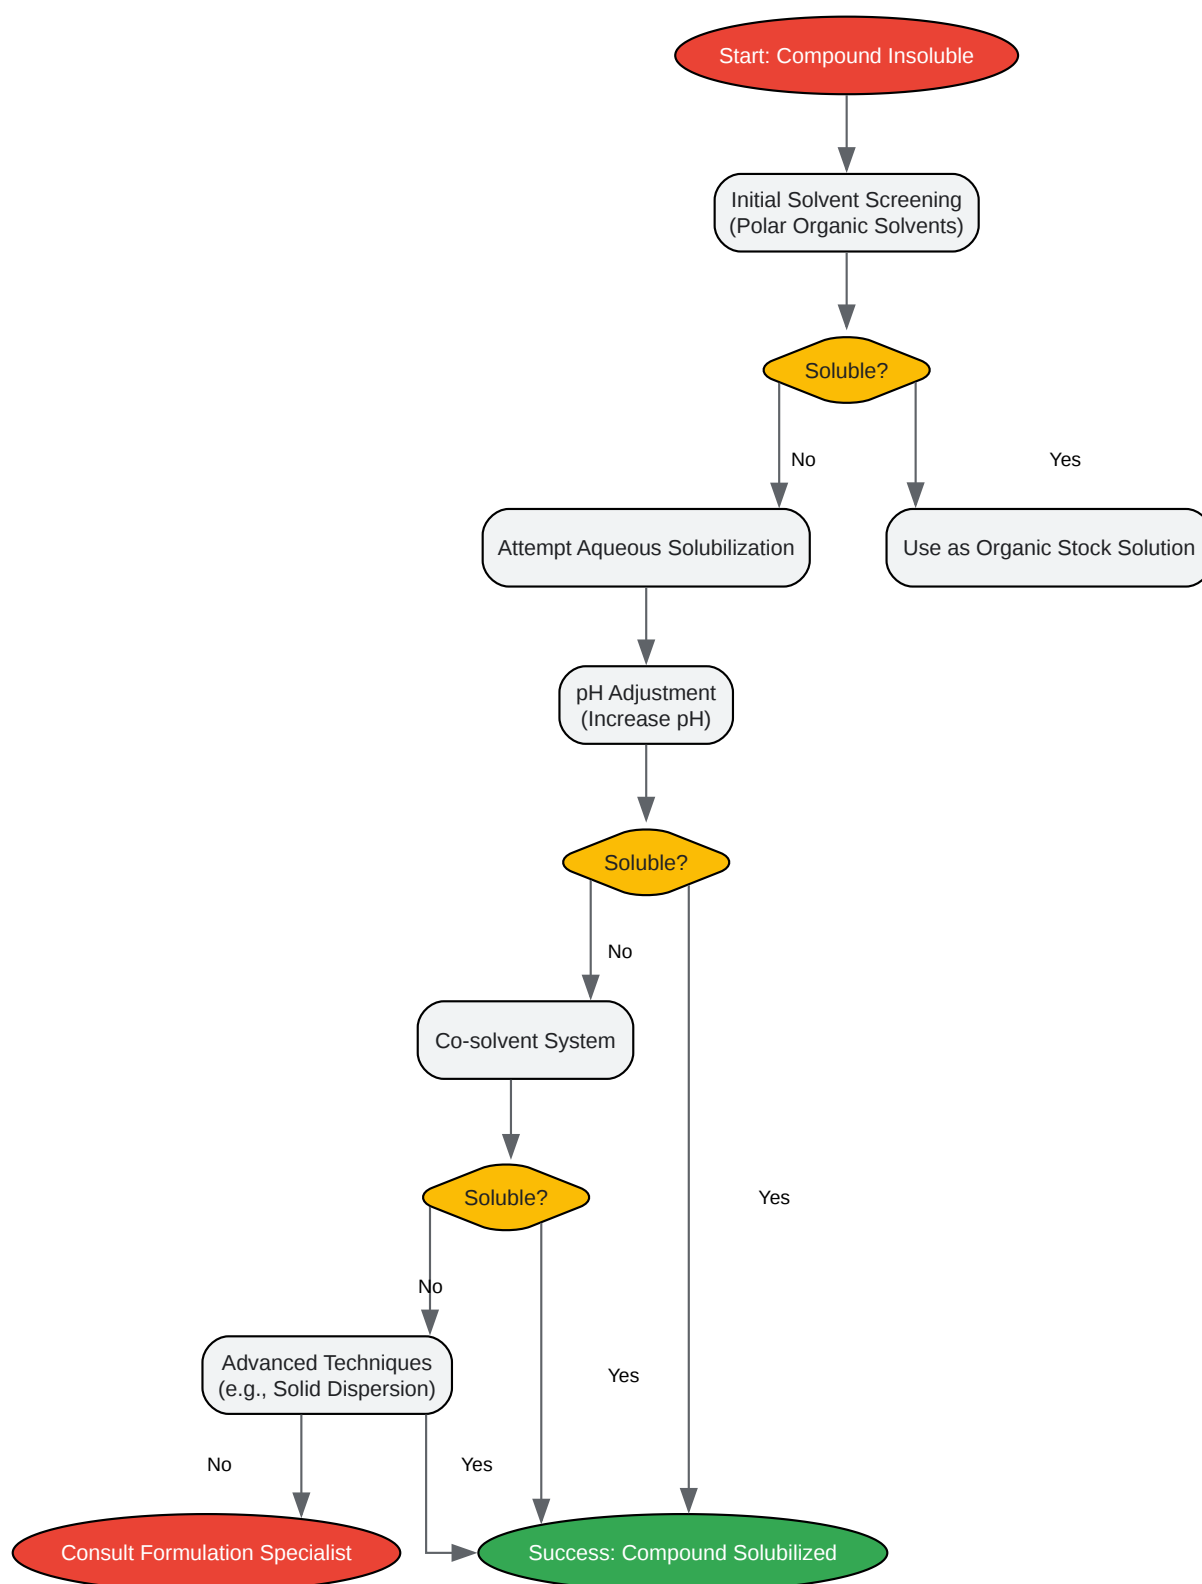 Start: Compound Insoluble
Initial Solvent Screening
(Polar Organic Solvents)
Soluble?
No
Yes
Attempt Aqueous Solubilization
Use as Organic Stock Solution
pH Adjustment
(Increase pH)
Soluble?
No
Co-solvent System
Soluble?
Yes
No
Advanced Techniques
(e.g., Solid Dispersion)
Yes
No
Yes
Consult Formulation Specialist
Success: Compound Solubilized